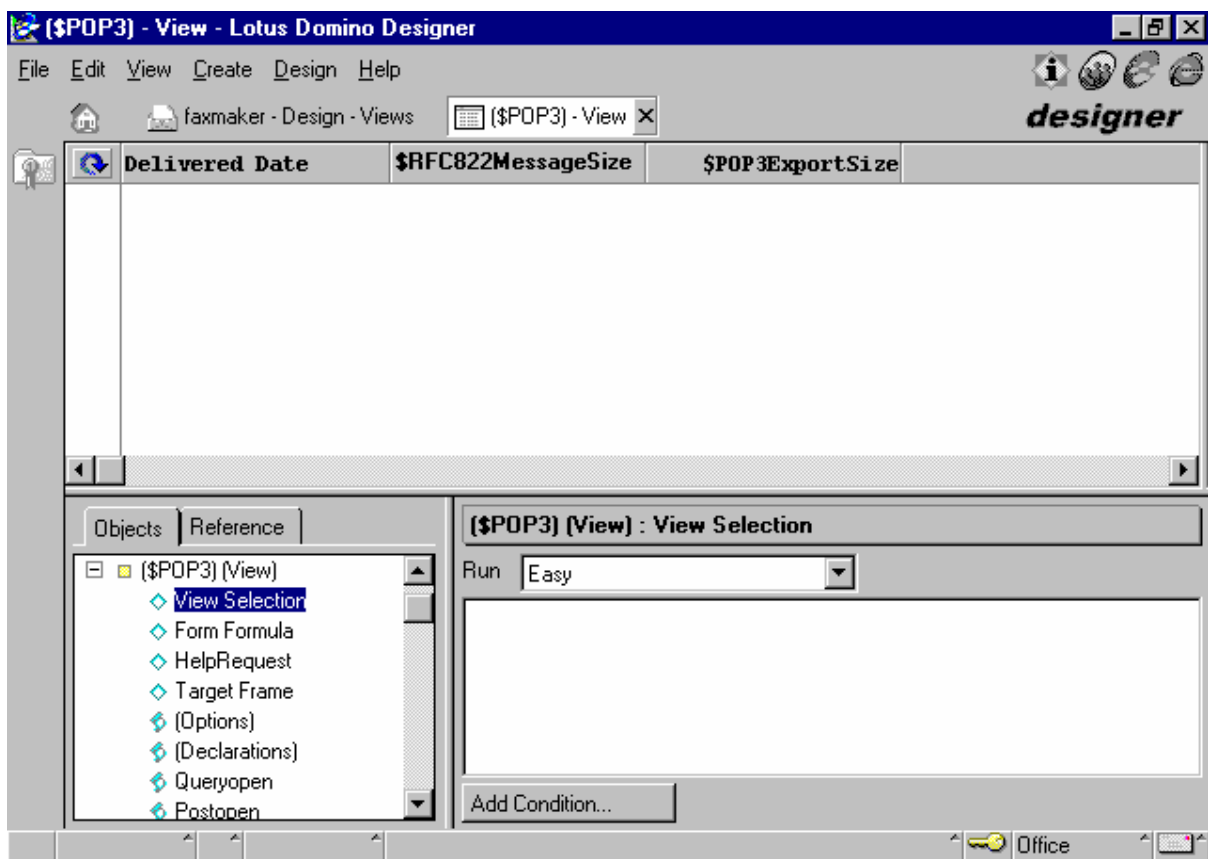 ($POP3) - View - Lotus Domino Designer
File Edit View Create Design Help
faxmaker - Design - Views ($POP3) - View designer
Delivered Date $RFC822MessageSize $POP3ExportSize
Objects Reference
($POP3) (View)
View Selection
Form Formula
HelpRequest
Target Frame
(Options)
(Declarations)
Queryopen
Postopen
($POP3) (View) : View Selection
Run Easy
Add Condition...
Office